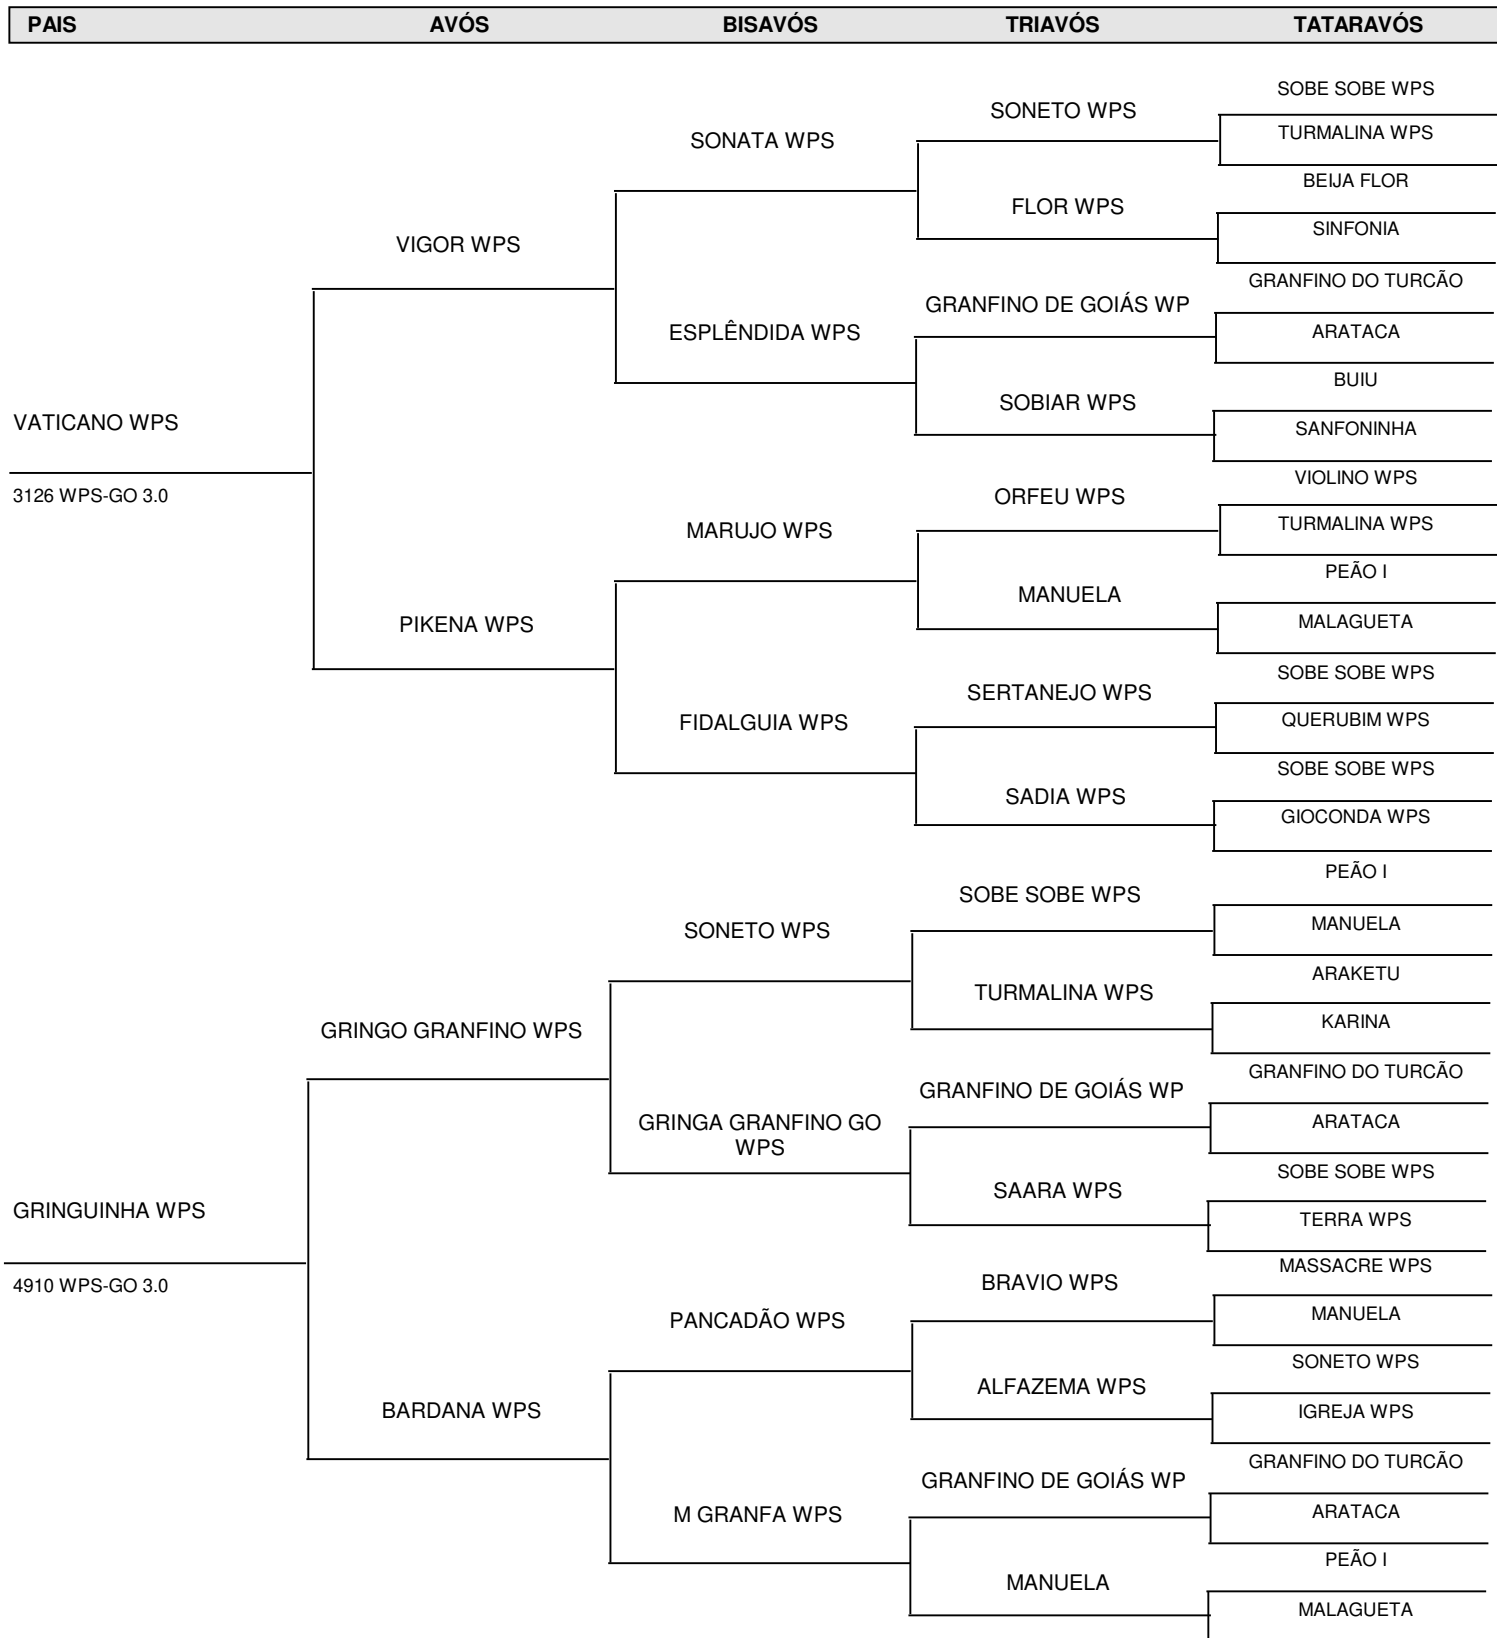 PAIS AVÓS BISAVÓS TRIAVÓS TATARAVÓS
SOBE SOBE WPS
SONETO WPS
TURMALINA WPS
SONATA WPS
BEIJA FLOR
FLOR WPS
SINFONIA
VIGOR WPS
GRANFINO DO TURCÃO
GRANFINO DE GOIÁS WP
ESPLÊNDIDA WPS
ARATACA
BUIU
SOBIAR WPS
VATICANO WPS
SANFONINHA
VIOLINO WPS
3126 WPS-GO 3.0
ORFEU WPS
TURMALINA WPS
MARUJO WPS
PEÃO I
MANUELA
MALAGUETA
PIKENA WPS
SOBE SOBE WPS
SERTANEJO WPS
QUERUBIM WPS
FIDALGUIA WPS
SOBE SOBE WPS
SADIA WPS
GIOCONDA WPS
PEÃO I
SOBE SOBE WPS
MANUELA
SONETO WPS
ARAKETU
TURMALINA WPS
KARINA
GRINGO GRANFINO WPS
GRANFINO DO TURCÃO
GRANFINO DE GOIÁS WP
ARATACA
GRINGA GRANFINO GO
WPS
SOBE SOBE WPS
SAARA WPS
GRINGUINHA WPS
TERRA WPS
MASSACRE WPS
4910 WPS-GO 3.0
BRAVIO WPS
MANUELA
PANCADÃO WPS
SONETO WPS
ALFAZEMA WPS
BARDANA WPS
IGREJA WPS
GRANFINO DO TURCÃO
GRANFINO DE GOIÁS WP
M GRANFA WPS
ARATACA
PEÃO I
MANUELA
MALAGUETA